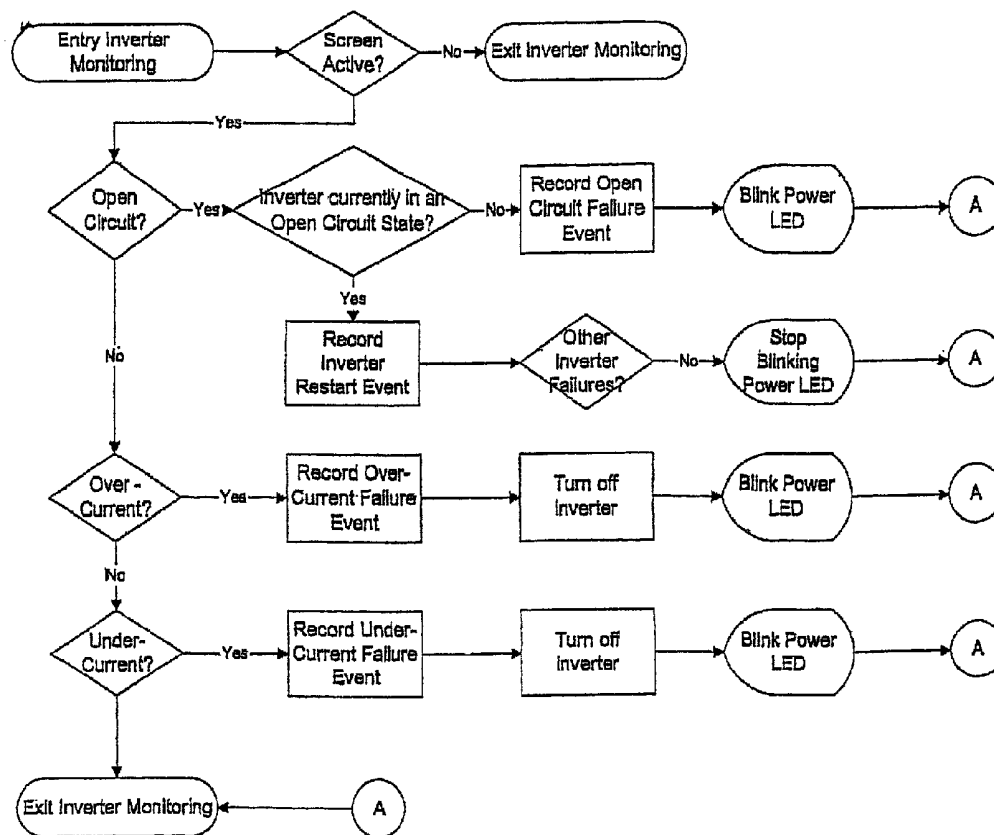 Entry Inverter
Monitoring
Screen
Active?
No
Exit Inverter Monitoring
Yes
Open
Circuit?
Yes
Inverter currently in an
Open Circuit State?
No
Record Open
Circuit Failure
Event
Blink Power
LED
A
Yes
No
Record
Inverter
Restart Event
Other
Inverter
Failures?
No
Stop
Blinking
Power LED
A
Over -
Current?
Yes
Record Over-
Current Failure
Event
Turn off
Inverter
Blink Power
LED
A
No
Under-
Current?
Yes
Record Under-
Current Failure
Event
Turn off
Inverter
Blink Power
LED
A
Exit Inverter Monitoring
A